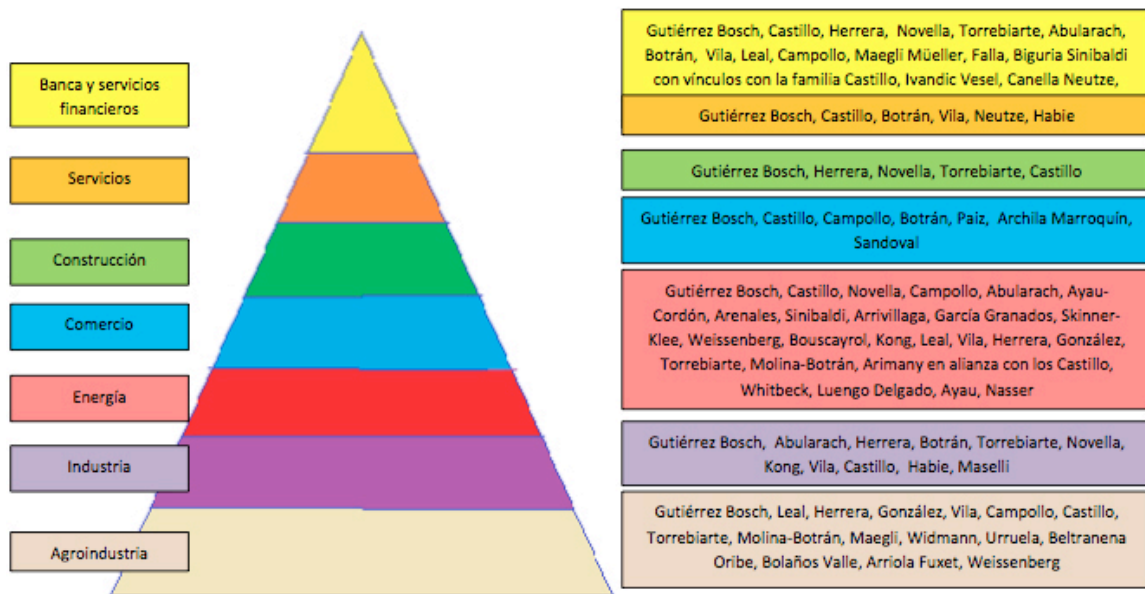 Banca y servicios
financieros
Gutiérrez Bosch, Castillo, Herrera, Novella, Torrebiarte, Abularach,
Botrán, Vila, Leal, Campollo, Maegli Müeller, Falla, Biguria Sinibaldi
con vínculos con la familia Castillo, Ivandic Vesel, Canella Neutze,
Servicios
Gutiérrez Bosch, Castillo, Botrán, Vila, Neutze, Habie
Construcción
Gutiérrez Bosch, Herrera, Novella, Torrebiarte, Castillo
Comercio
Gutiérrez Bosch, Castillo, Campollo, Botrán, Paiz, Archila Marroquín,
Sandoval
Energía
Gutiérrez Bosch, Castillo, Novella, Campollo, Abularach, Ayau-
Cordón, Arenales, Sinibaldi, Arrivillaga, García Granados, Skinner-
Klee, Weissenberg, Bouscayrol, Kong, Leal, Vila, Herrera, González,
Torrebiarte, Molina-Botrán, Arimany en alianza con los Castillo,
Whitbeck, Luengo Delgado, Ayau, Nasser
Industria
Gutiérrez Bosch, Abularach, Herrera, Botrán, Torrebiarte, Novella,
Kong, Vila, Castillo, Habie, Maselli
Agroindustria
Gutiérrez Bosch, Leal, Herrera, González, Vila, Campollo, Castillo,
Torrebiarte, Molina-Botrán, Maegli, Widmann, Urruela, Beltranena
Oribe, Bolaños Valle, Arriola Fuxet, Weissenberg